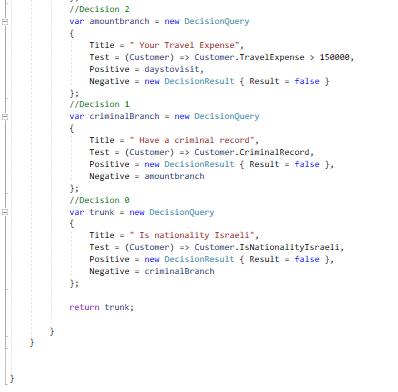 //Decision 2
var amountbranch = new DecisionQuery
{
Title = " Your Travel Expense",
Test = (Customer) => Customer.TravelExpense > 150000,
Positive = daystovisit,
Negative = new DecisionResult { Result = false }
};
//Decision 1
var criminalBranch = new DecisionQuery
{
Title = " Have a criminal record",
Test = (Customer) => Customer.CriminalRecord,
Positive = new DecisionResult { Result = false },
Negative = amountbranch
};
//Decision 0
var trunk = new DecisionQuery
{
Title = " Is nationality Israeli",
Test = (Customer) => Customer.IsNationalityIsraeli,
Positive = new DecisionResult { Result = false },
Negative = criminalBranch
};
return trunk;
}
}
}